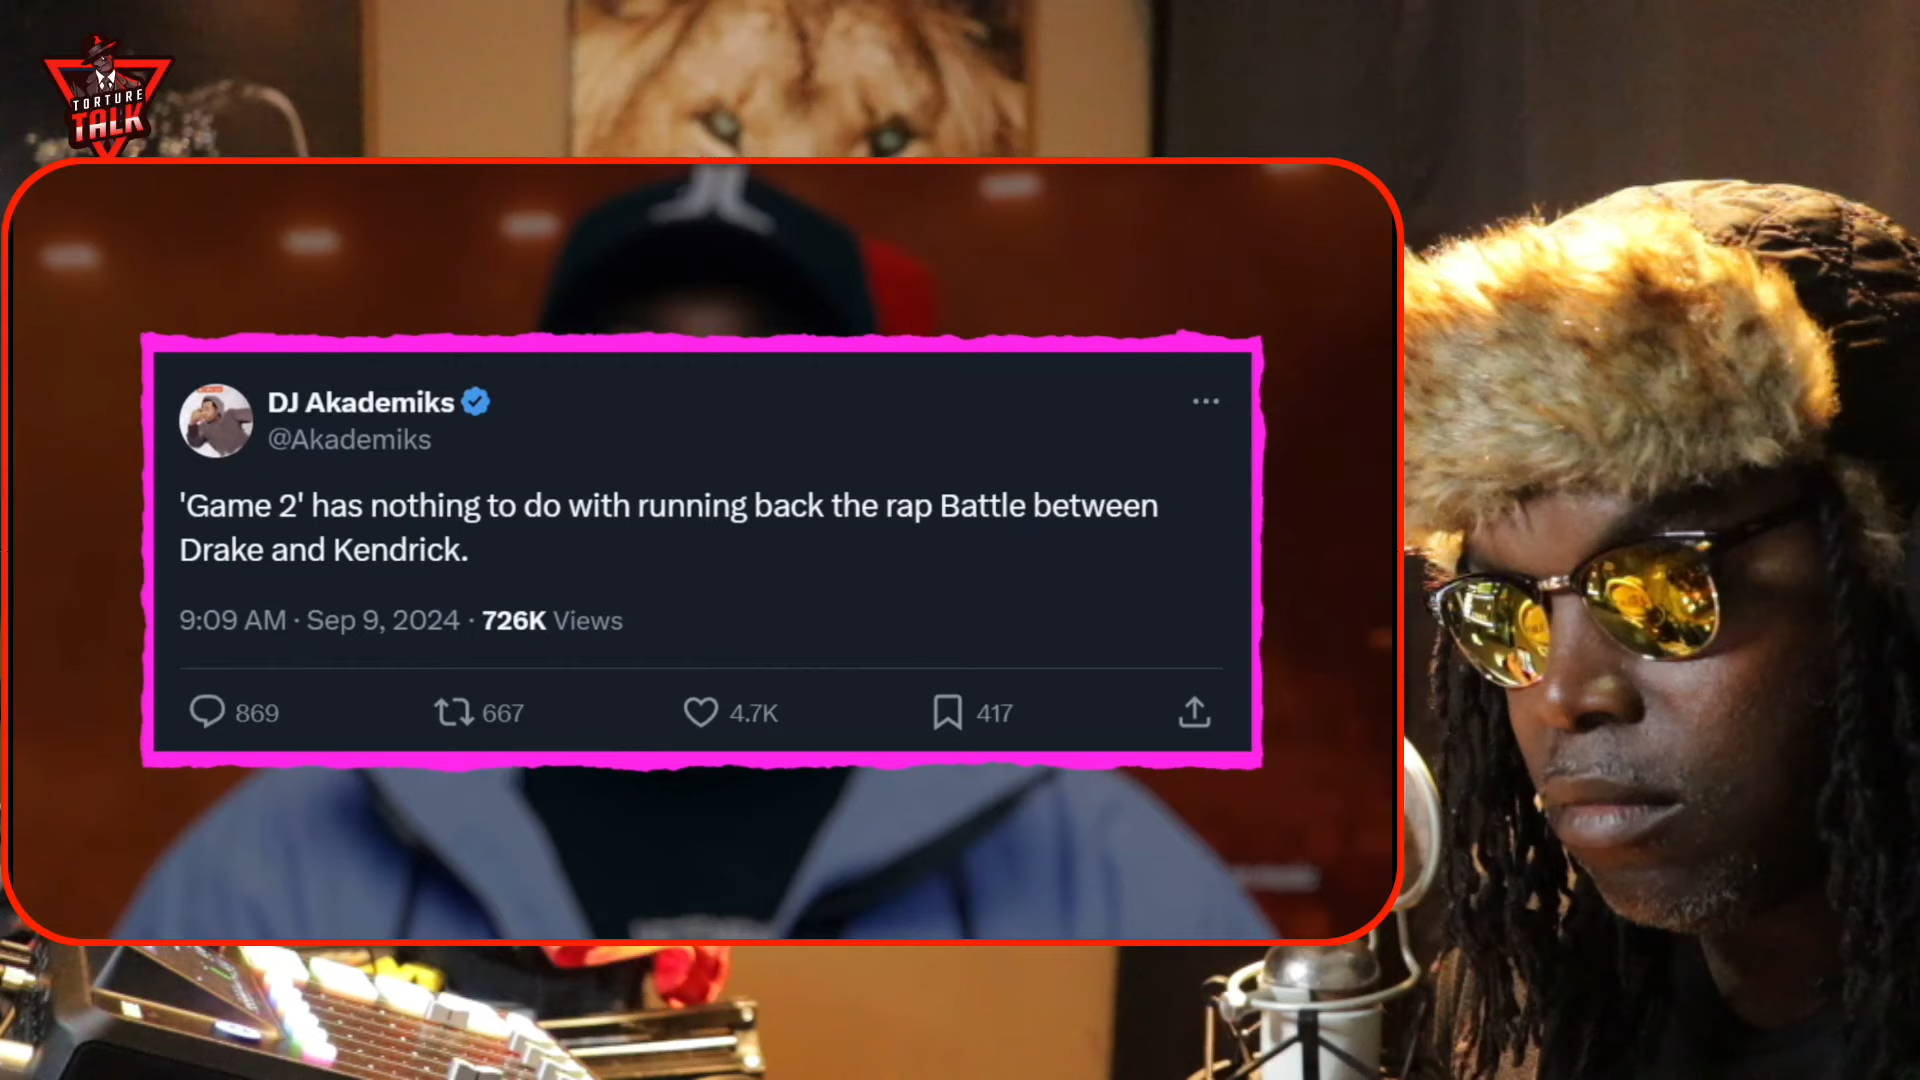 TORTURE
TALK
DJ Akademiks
@Akademiks
'Game 2' has nothing to do with running back the rap Battle between
Drake and Kendrick.
9:09 AM · Sep 9, 2024 · 726K Views
869 667 4.7K 417